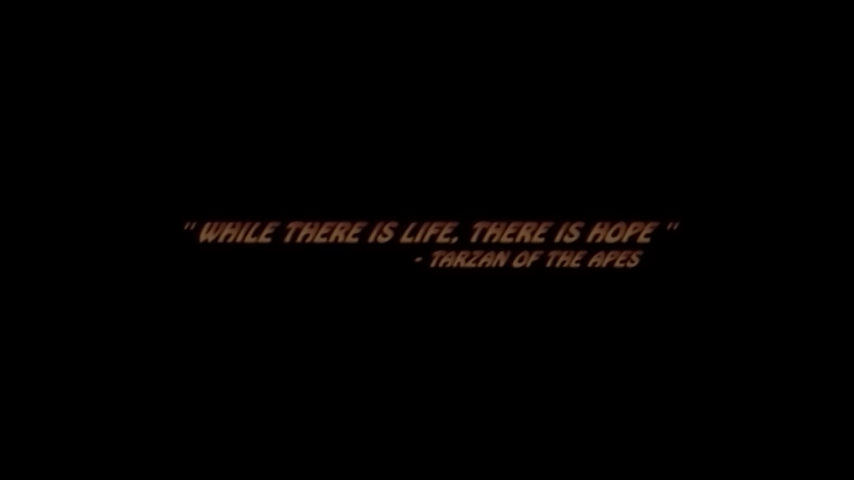 " WHILE THERE IS LIFE, THERE IS HOPE "
- TARZAN OF THE APES